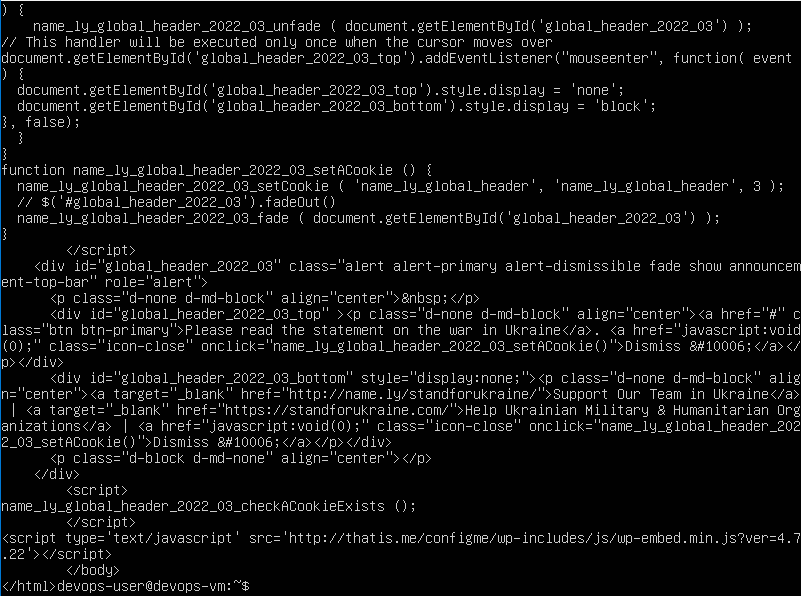 ) {
    name_ly_global_header_2022_03_unfade ( document.getElementById('global_header_2022_03') );
// This handler will be executed only once when the cursor moves over
document.getElementById('global_header_2022_03_top').addEventListener("mouseenter", function( event
) {
  document.getElementById('global_header_2022_03_top').style.display = 'none';
  document.getElementById('global_header_2022_03_bottom').style.display = 'block';
}, false);
  }
}
function name_ly_global_header_2022_03_setACookie () {
  name_ly_global_header_2022_03_setCookie ( 'name_ly_global_header', 'name_ly_global_header', 3 );
  // $('#global_header_2022_03').fadeOut()
  name_ly_global_header_2022_03_fade ( document.getElementById('global_header_2022_03') );
}
        </script>
    <div id="global_header_2022_03" class="alert alert-primary alert-dismissible fade show announcem
ent-top-bar" role="alert">
      <p class="d-none d-md-block" align="center">&nbsp;</p>
      <div id="global_header_2022_03_top" ><p class="d-none d-md-block" align="center"><a href="#" c
lass="btn btn-primary">Please read the statement on the war in Ukraine</a>. <a href="javascript:void
(0);" class="icon-close" onclick="name_ly_global_header_2022_03_setACookie()">Dismiss &#10006;</a></
p></div>
      <div id="global_header_2022_03_bottom" style="display:none;"><p class="d-none d-md-block" alig
n="center"><a target="_blank" href="http://name.ly/standforukraine/">Support Our Team in Ukraine</a>
 | <a target="_blank" href="https://standforukraine.com/">Help Ukrainian Military & Humanitarian Org
anizations</a> | <a href="javascript:void(0);" class="icon-close" onclick="name_ly_global_header_202
2_03_setACookie()">Dismiss &#10006;</a></p></div>
      <p class="d-block d-md-none" align="center"></p>
    </div>
        <script>
name_ly_global_header_2022_03_checkACookieExists ();
        </script>
<script type='text/javascript' src='http://thatis.me/configme/wp-includes/js/wp-embed.min.js?ver=4.7
.22'></script>
        </body>
</html>devops-user@devops-vm:~$